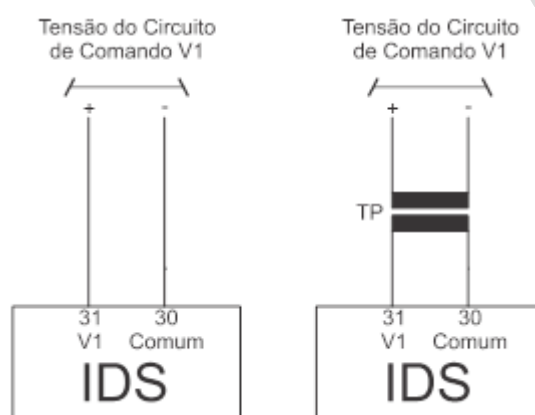 Tensão do Circuito
de Comando V1
+ -
31 30
V1 Comum
IDS
Tensão do Circuito
de Comando V1
+ -
TP
31 30
V1 Comum
IDS